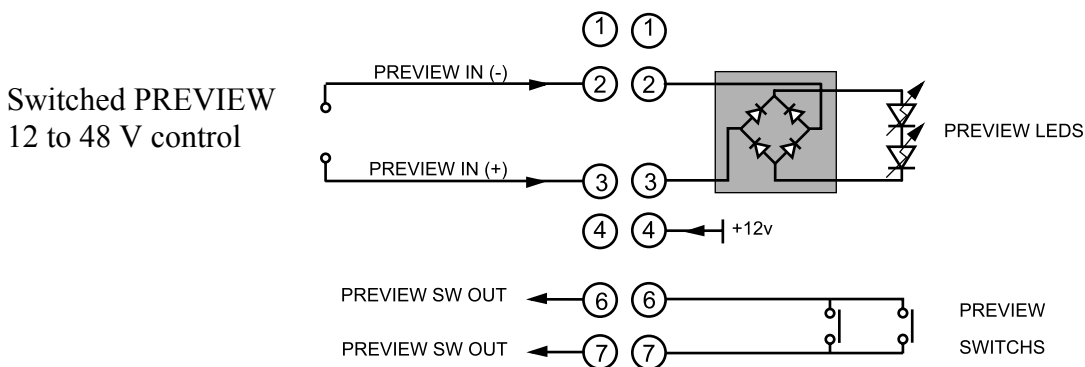 Switched PREVIEW
12 to 48 V control
1 1
PREVIEW IN (-)
2 2
PREVIEW LEDS
PREVIEW IN (+)
3 3
4 4
+12v
PREVIEW SW OUT
6 6
PREVIEW
PREVIEW SW OUT
7 7
SWITCHS